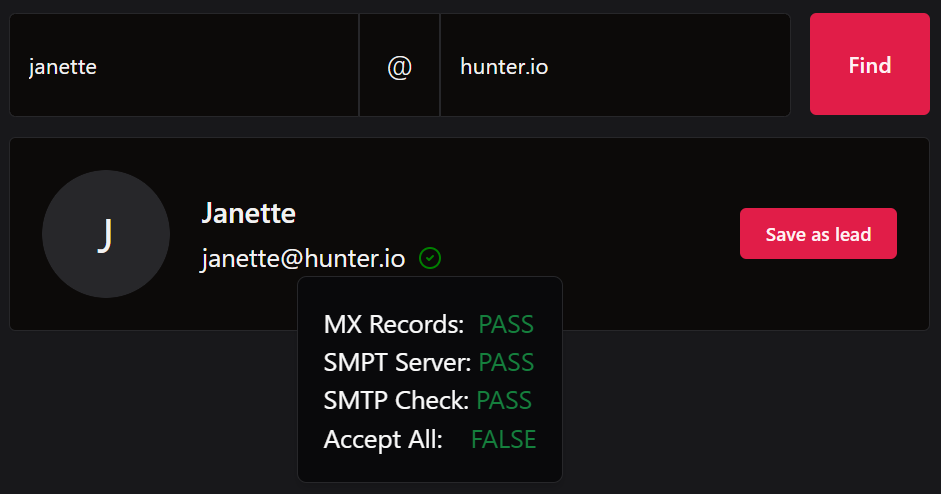 janette @ hunter.io Find
J
Janette
janette@hunter.io
Save as lead
MX Records: PASS
SMPT Server: PASS
SMTP Check: PASS
Accept All: FALSE